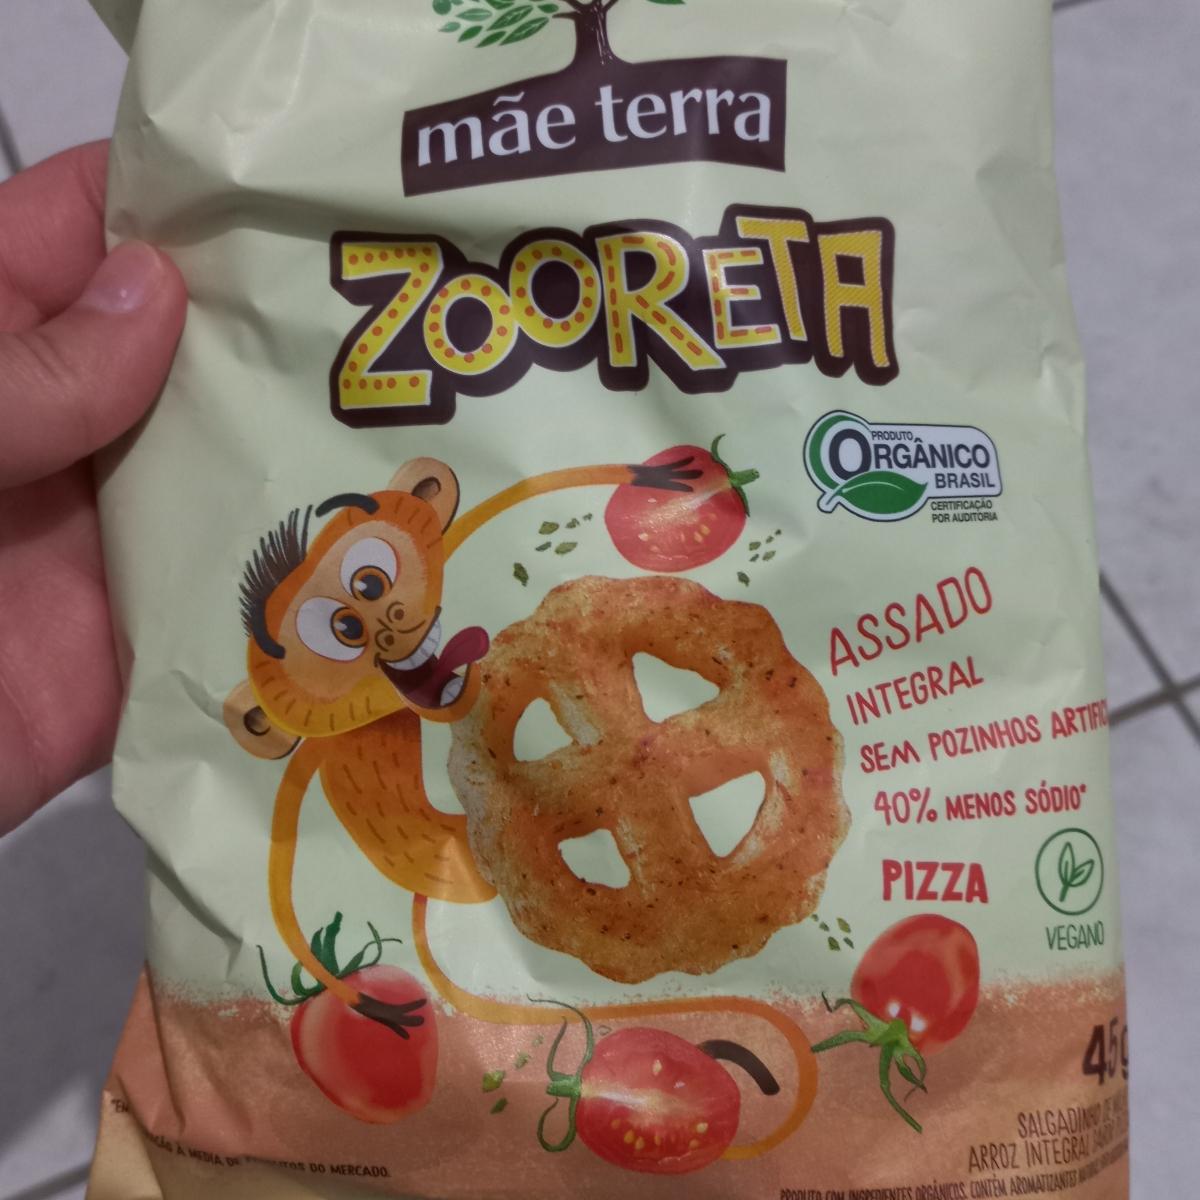 mãe terra
ZOORETA
PRODUTO
ORGÂNICO
BRASIL
CERTIFICAÇÃO
POR AUDITORIA
ASSADO
INTEGRAL
SEM POZINHOS
40% MENOS SÓDIO*
PIZZA
VEGANO
45g
SALGADINHO DE
ARROZ INTEGRAL
A MÉDIA DE PRODUTOS DO MERCADO.
PRODUTO COM INGREDIENTES ORGÂNICOS. CONTÉM AROMATIZANTES